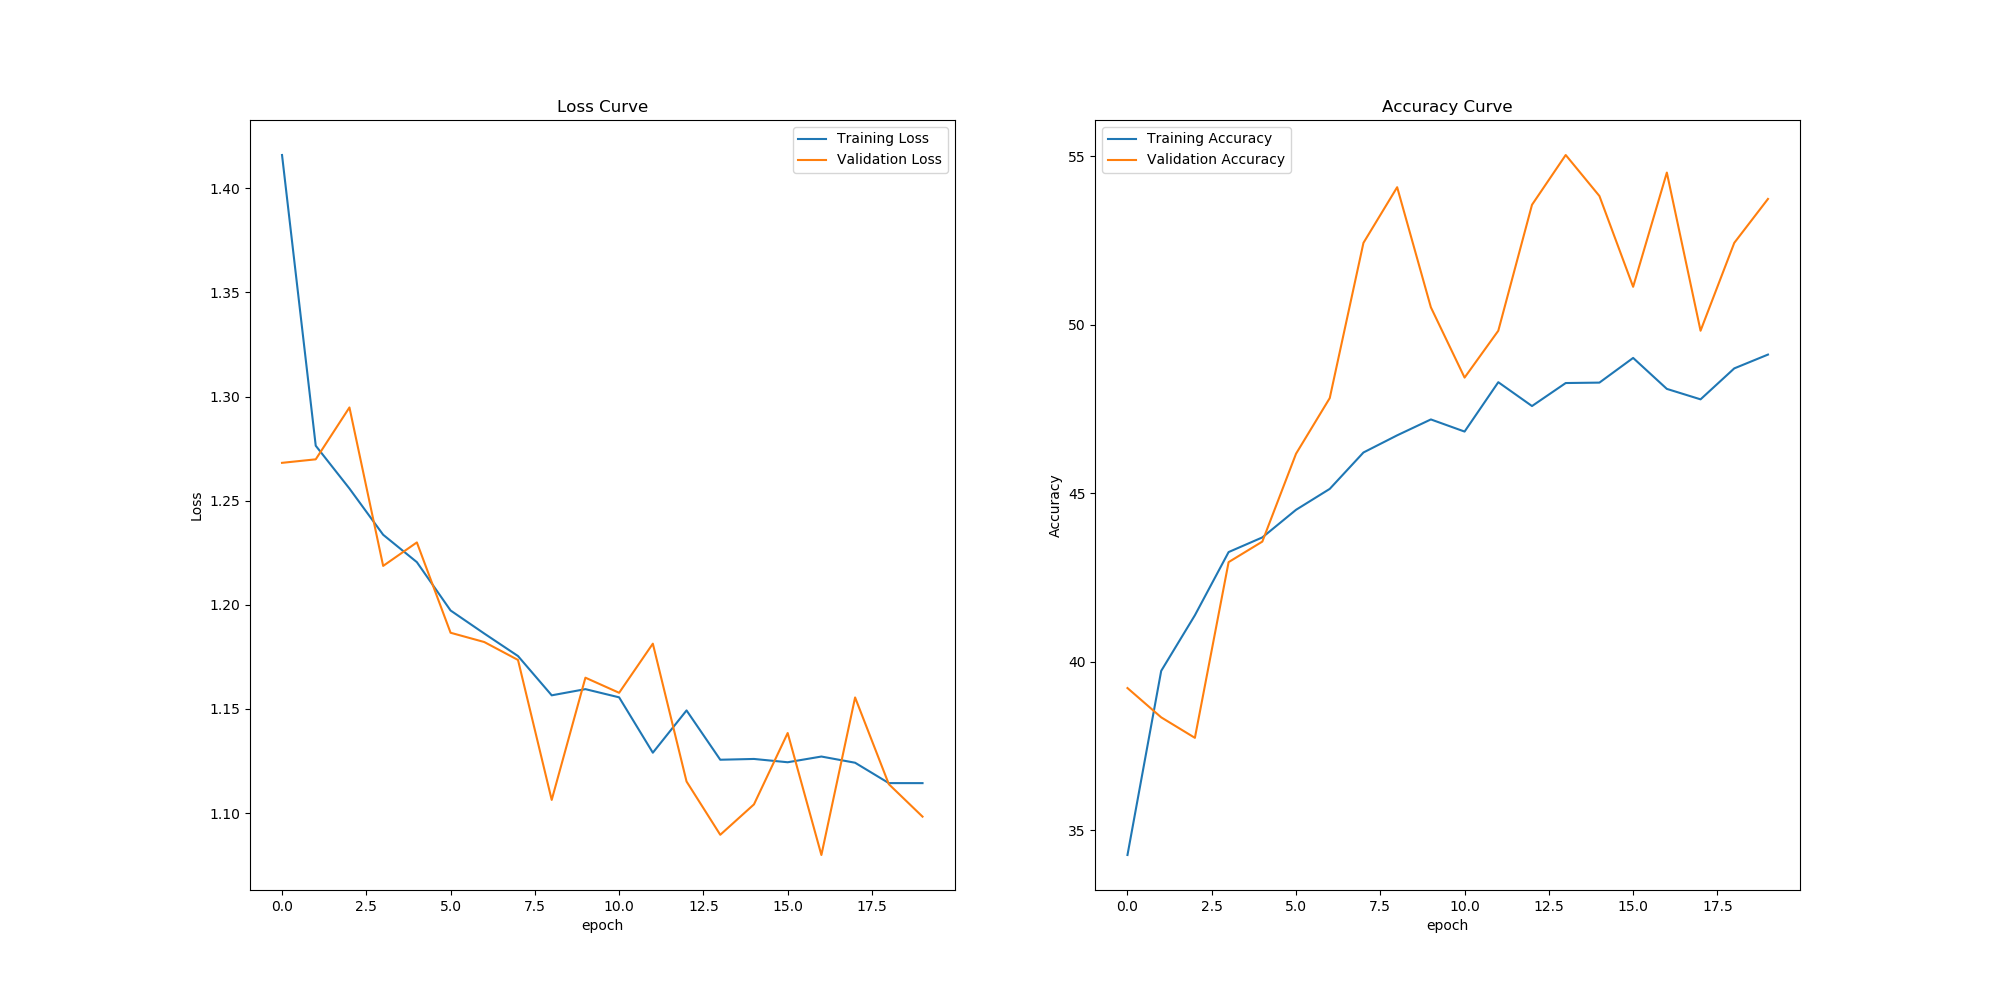 Loss Curve
Training Loss
Validation Loss
1.40
1.35
1.30
1.25
1.20
1.15
1.10
Loss
0.0 2.5 5.0 7.5 10.0 12.5 15.0 17.5
epoch
Accuracy Curve
Training Accuracy
Validation Accuracy
55
50
45
40
35
Accuracy
0.0 2.5 5.0 7.5 10.0 12.5 15.0 17.5
epoch